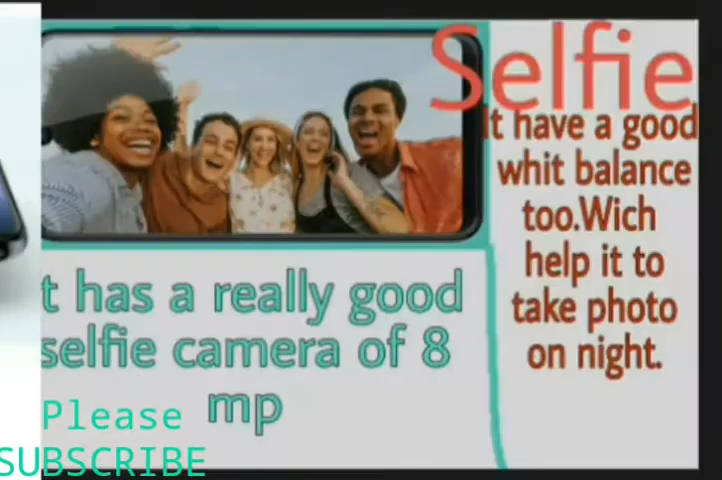 Selfie
It have a good
whit balance
too.Wich
help it to
take photo
on night.
t has a really good
selfie camera of 8
mp
Please
SUBSCRIBE